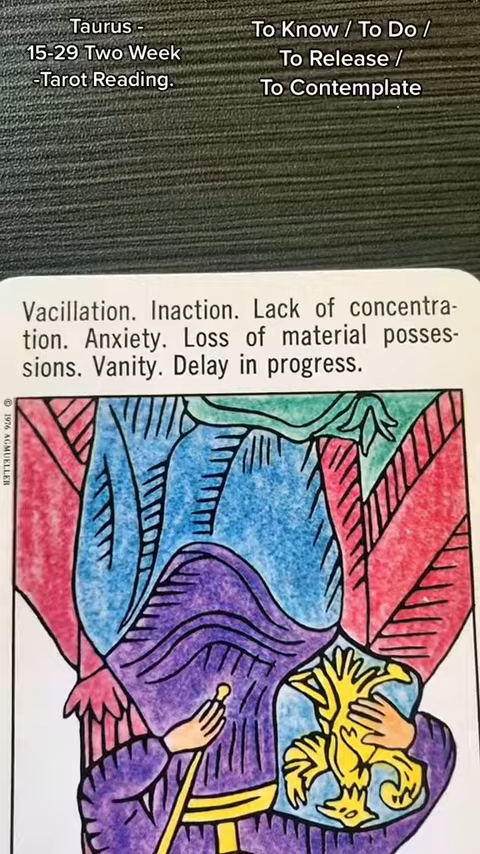 Taurus -
15-29 Two Week
-Tarot Reading.
To Know / To Do /
To Release /
To Contemplate
Vacillation. Inaction. Lack of concentra-
tion. Anxiety. Loss of material posses-
sions. Vanity. Delay in progress.
© 1976 AGMUELLER